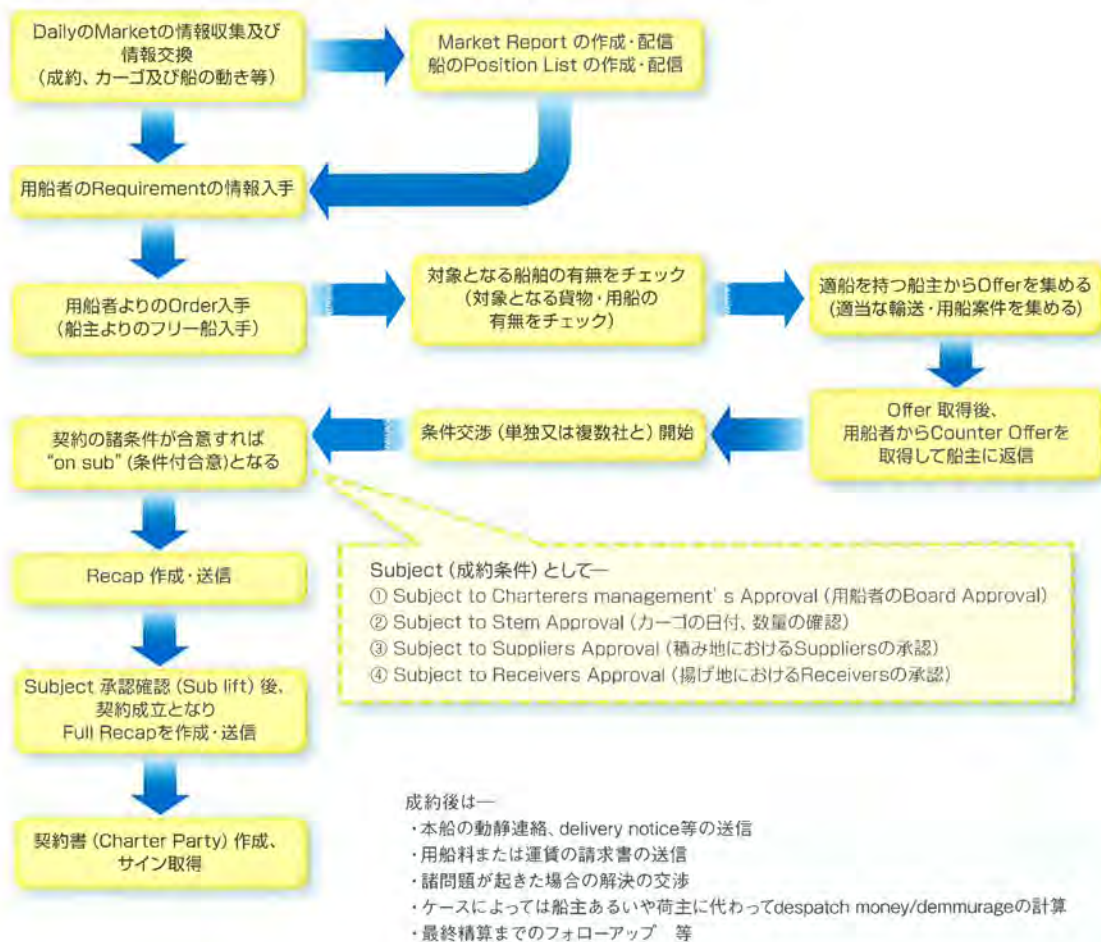 DailyのMarketの情報収集及び
情報交換
（成約、カーゴ及び船の動き等）
Market Report の作成・配信
船のPosition List の作成・配信
用船者のRequirementの情報入手
用船者よりのOrder入手
（船主よりのフリー船入手）
対象となる船舶の有無をチェック
（対象となる貨物・用船の
有無をチェック）
適船を持つ船主からOfferを集める
(適当な輸送・用船案件を集める)
Offer 取得後、
用船者からCounter Offerを
取得して船主に返信
条件交渉（単独又は複数社と）開始
契約の諸条件が合意すれば
“on sub” (条件付合意)となる
Subject（成約条件）として―
① Subject to Charterers management’s Approval（用船者のBoard Approval）
② Subject to Stem Approval（カーゴの日付、数量の確認）
③ Subject to Suppliers Approval（積み地におけるSuppliersの承認）
④ Subject to Receivers Approval（揚げ地におけるReceiversの承認）
Recap 作成・送信
Subject 承認確認（Sub lift）後、
契約成立となり
Full Recapを作成・送信
契約書（Charter Party）作成、
サイン取得
成約後は―
・本船の動静連絡、delivery notice等の送信
・用船料または運賃の請求書の送信
・諸問題が起きた場合の解決の交渉
・ケースによっては船主あるいや荷主に代わってdespatch money/demmurageの計算
・最終精算までのフォローアップ　等